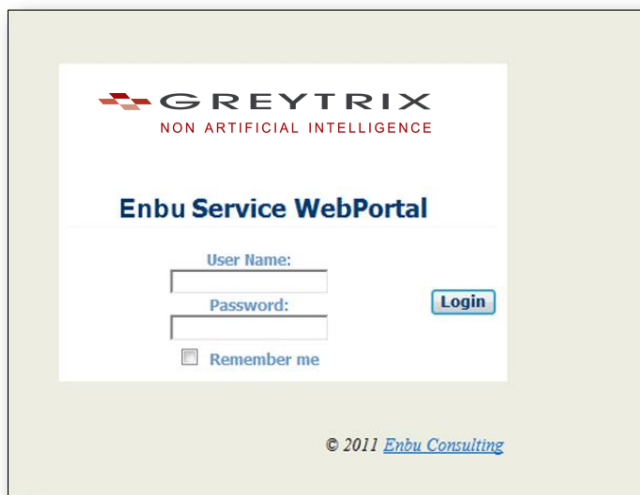 GREYTRIX
NON ARTIFICIAL INTELLIGENCE
Enbu Service WebPortal
User Name:
Password:
Login
Remember me
© 2011 Enbu Consulting